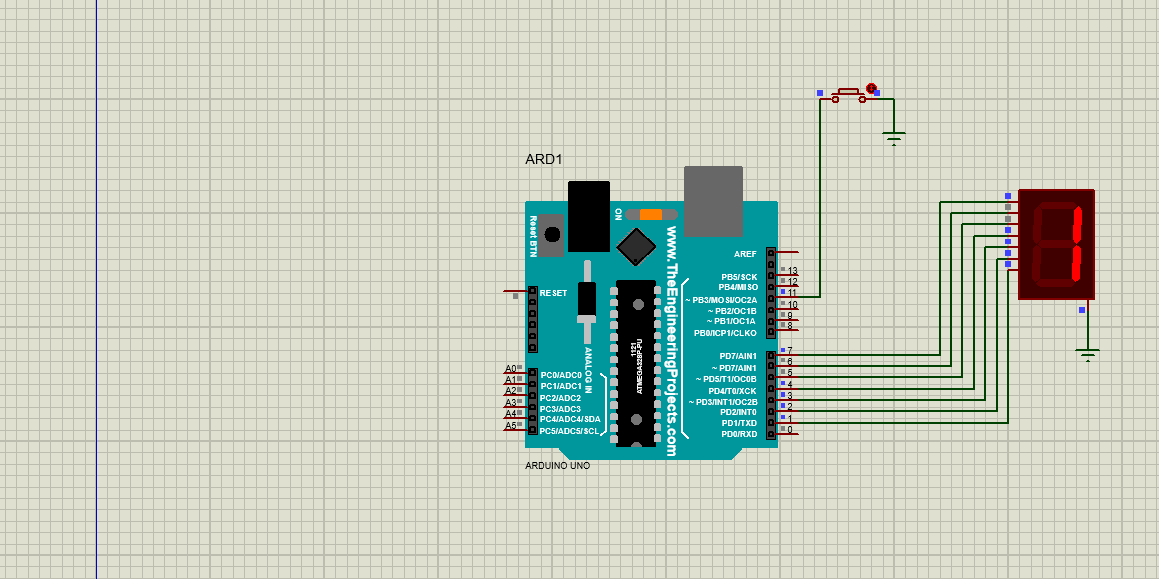 ARD1
ARDUINO UNO
Reset BTN
ON
www.TheEngineeringProjects.com
ANALOG IN
1121
ATMEGA328P-PU
RESET
A0 PC0/ADC0
A1 PC1/ADC1
A2 PC2/ADC2
A3 PC3/ADC3
A4 PC4/ADC4/SDA
A5 PC5/ADC5/SCL
AREF
PB5/SCK 13
PB4/MISO 12
~ PB3/MOSI/OC2A 11
~ PB2/OC1B 10
~ PB1/OC1A 9
PB0/ICP1/CLKO 8
PD7/AIN1 7
~ PD7/AIN1 6
~ PD5/T1/OC0B 5
PD4/T0/XCK 4
~ PD3/INT1/OC2B 3
PD2/INT0 2
PD1/TXD 1
PD0/RXD 0
1